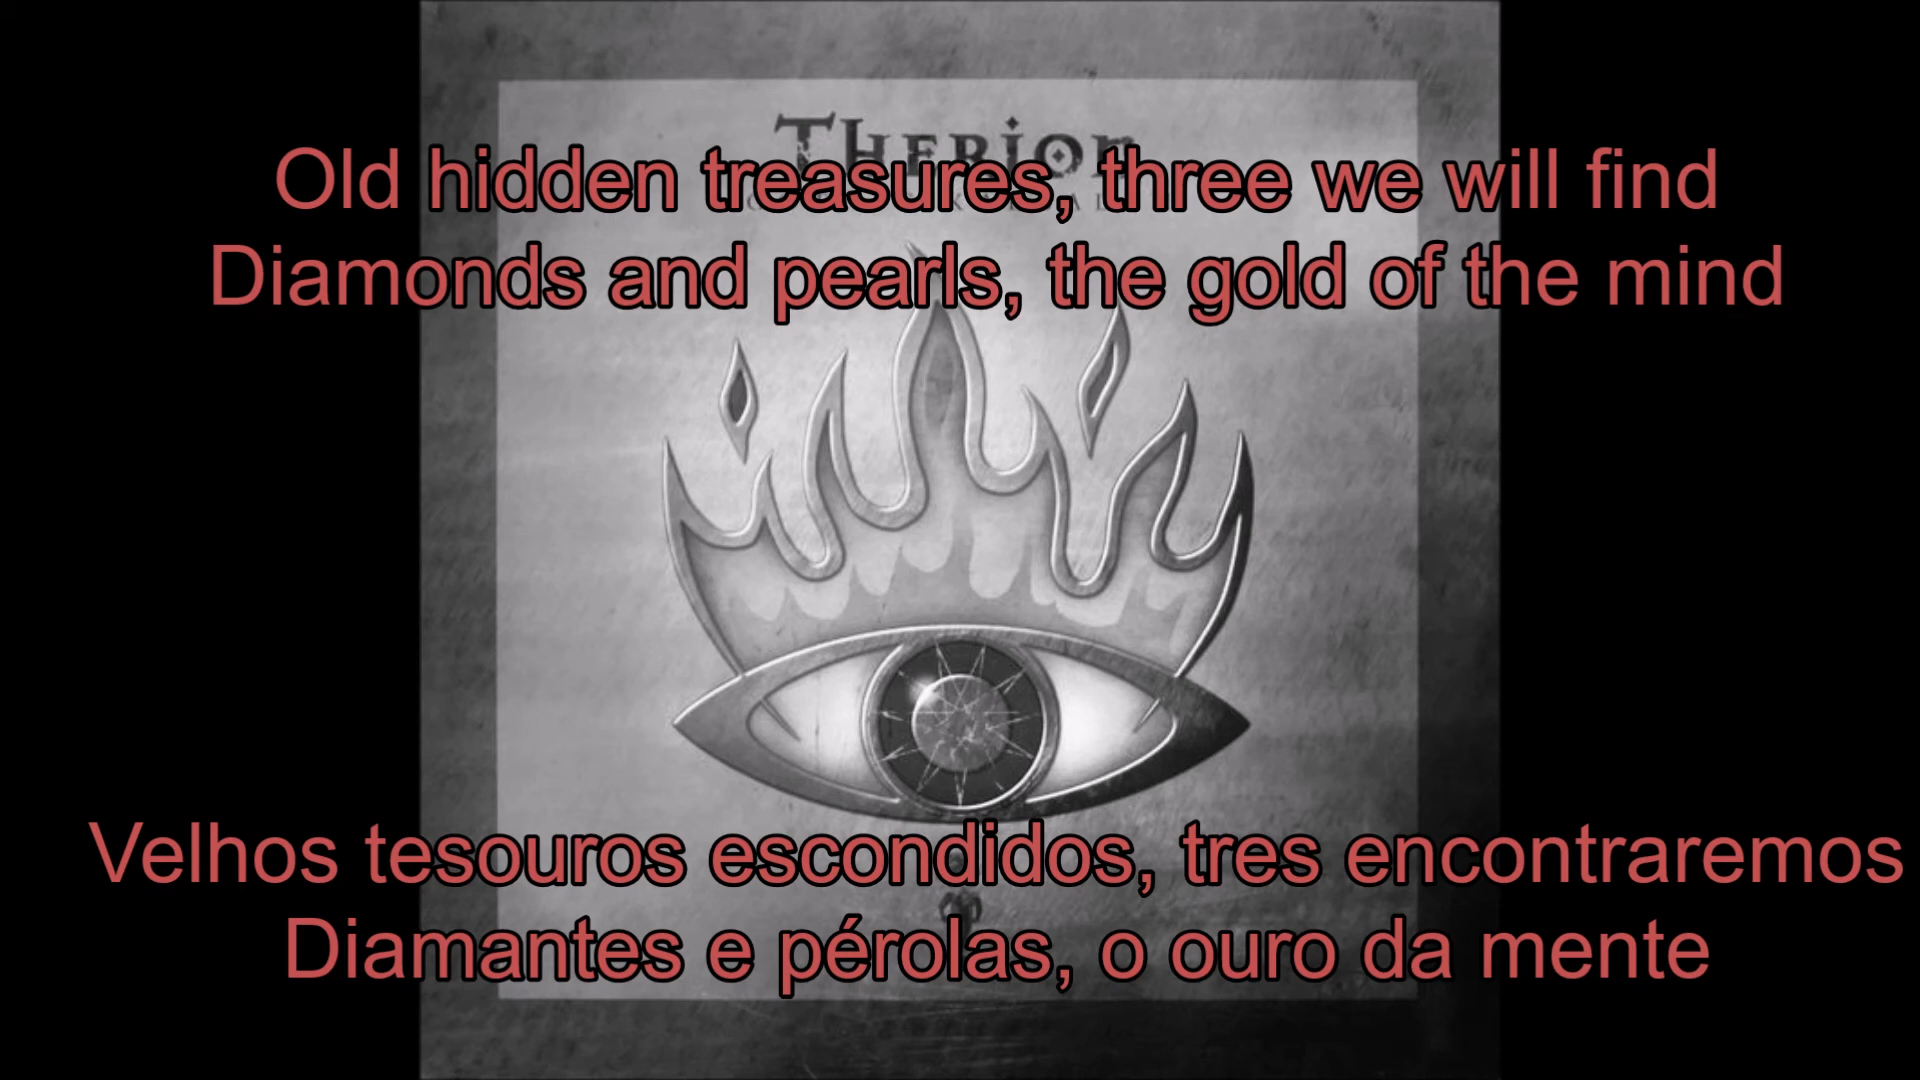 Therion
Old hidden treasures, three we will find
Diamonds and pearls, the gold of the mind
Velhos tesouros escondidos, tres encontraremos
Diamantes e pérolas, o ouro da mente